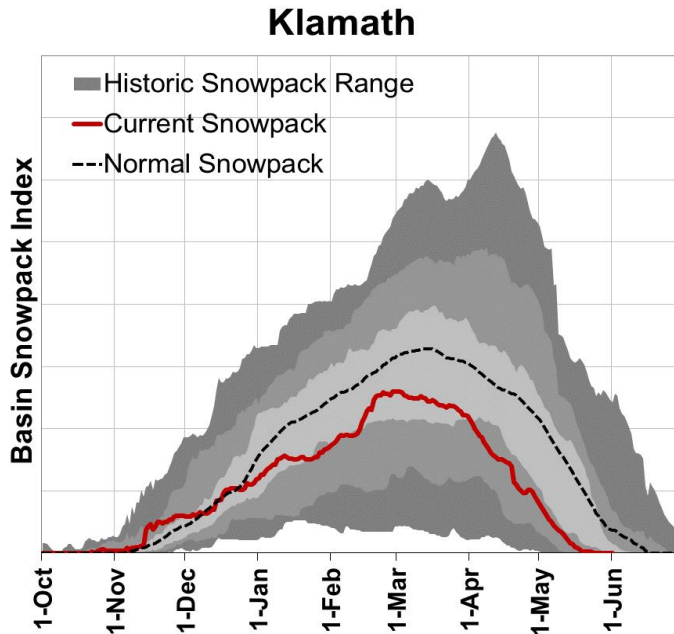 Klamath
Historic Snowpack Range
Current Snowpack
Normal Snowpack
Basin Snowpack Index
1-Oct
1-Nov
1-Dec
1-Jan
1-Feb
1-Mar
1-Apr
1-May
1-Jun